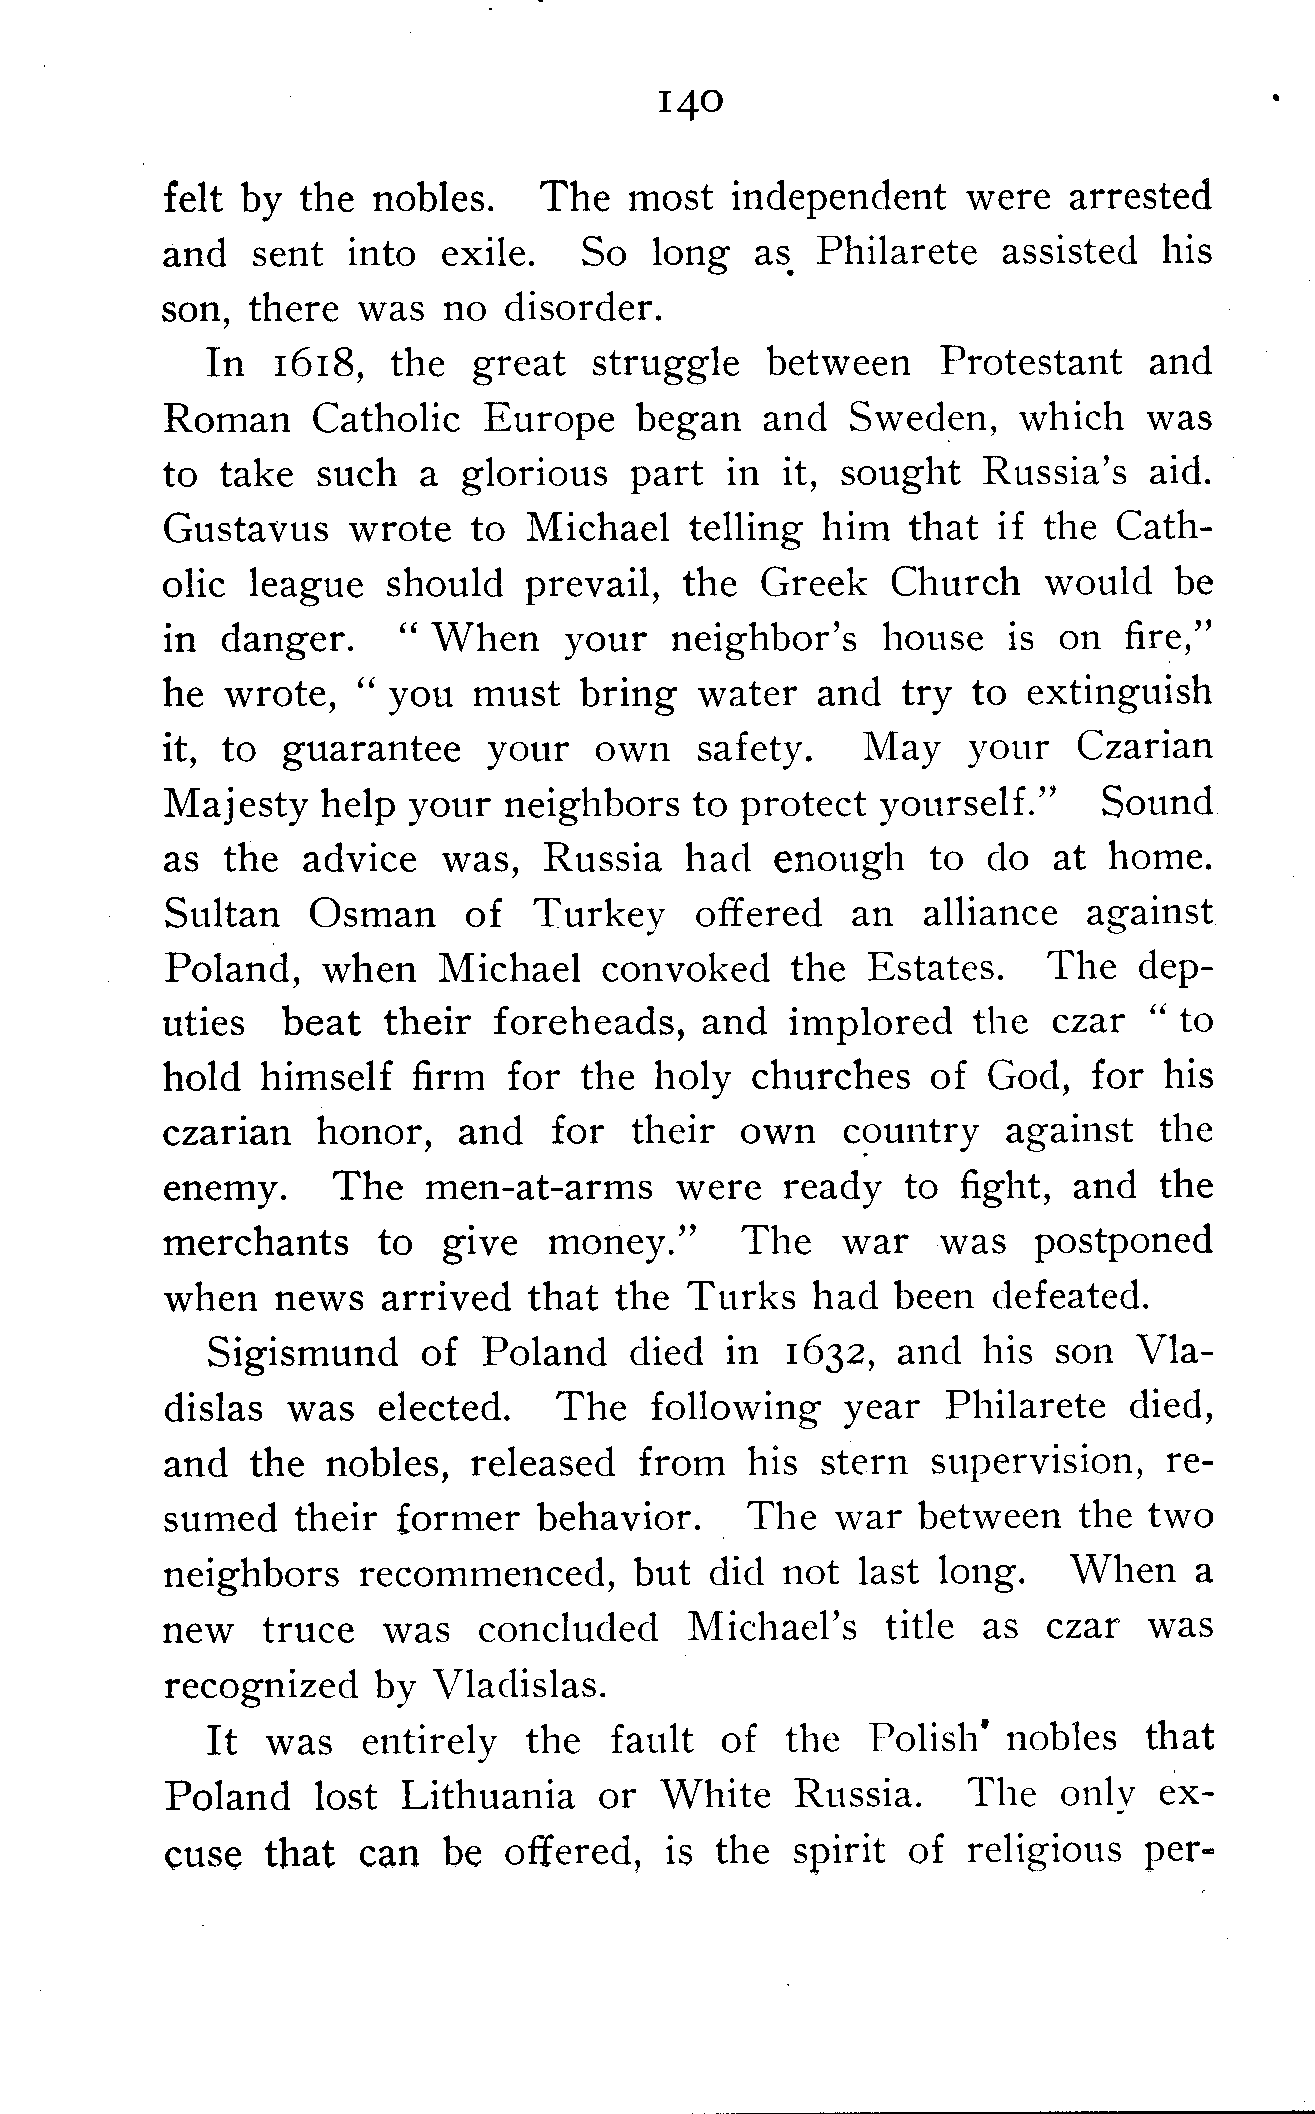 140
felt by the nobles. The most independent were arrested
and sent into exile. So long as Philarete assisted his
son, there was no disorder.
In 1618, the great struggle between Protestant and
Roman Catholic Europe began and Sweden, which was
to take such a glorious part in it, sought Russia's aid.
Gustavus wrote to Michael telling him that if the Cath-
olic league should prevail, the Greek Church would be
in danger. " When your neighbor's house is on fire,"
he wrote, " you must bring water and try to extinguish
it, to guarantee your own safety. May your Czarian
Majesty help your neighbors to protect yourself." Sound
as the advice was, Russia had enough to do at home.
Sultan Osman of Turkey offered an alliance against
Poland, when Michael convoked the Estates. The dep-
uties beat their foreheads, and implored the czar " to
hold himself firm for the holy churches of God, for his
czarian honor, and for their own country against the
enemy. The men-at-arms were ready to fight, and the
merchants to give money." The war was postponed
when news arrived that the Turks had been defeated.
Sigismund of Poland died in 1632, and his son Vla-
dislas was elected. The following year Philarete died,
and the nobles, released from his stern supervision, re-
sumed their former behavior. The war between the two
neighbors recommenced, but did not last long. When a
new truce was concluded Michael's title as czar was
recognized by Vladislas.
It was entirely the fault of the Polish' nobles that
Poland lost Lithuania or White Russia. The only ex-
cuse that can be offered, is the spirit of religious per-